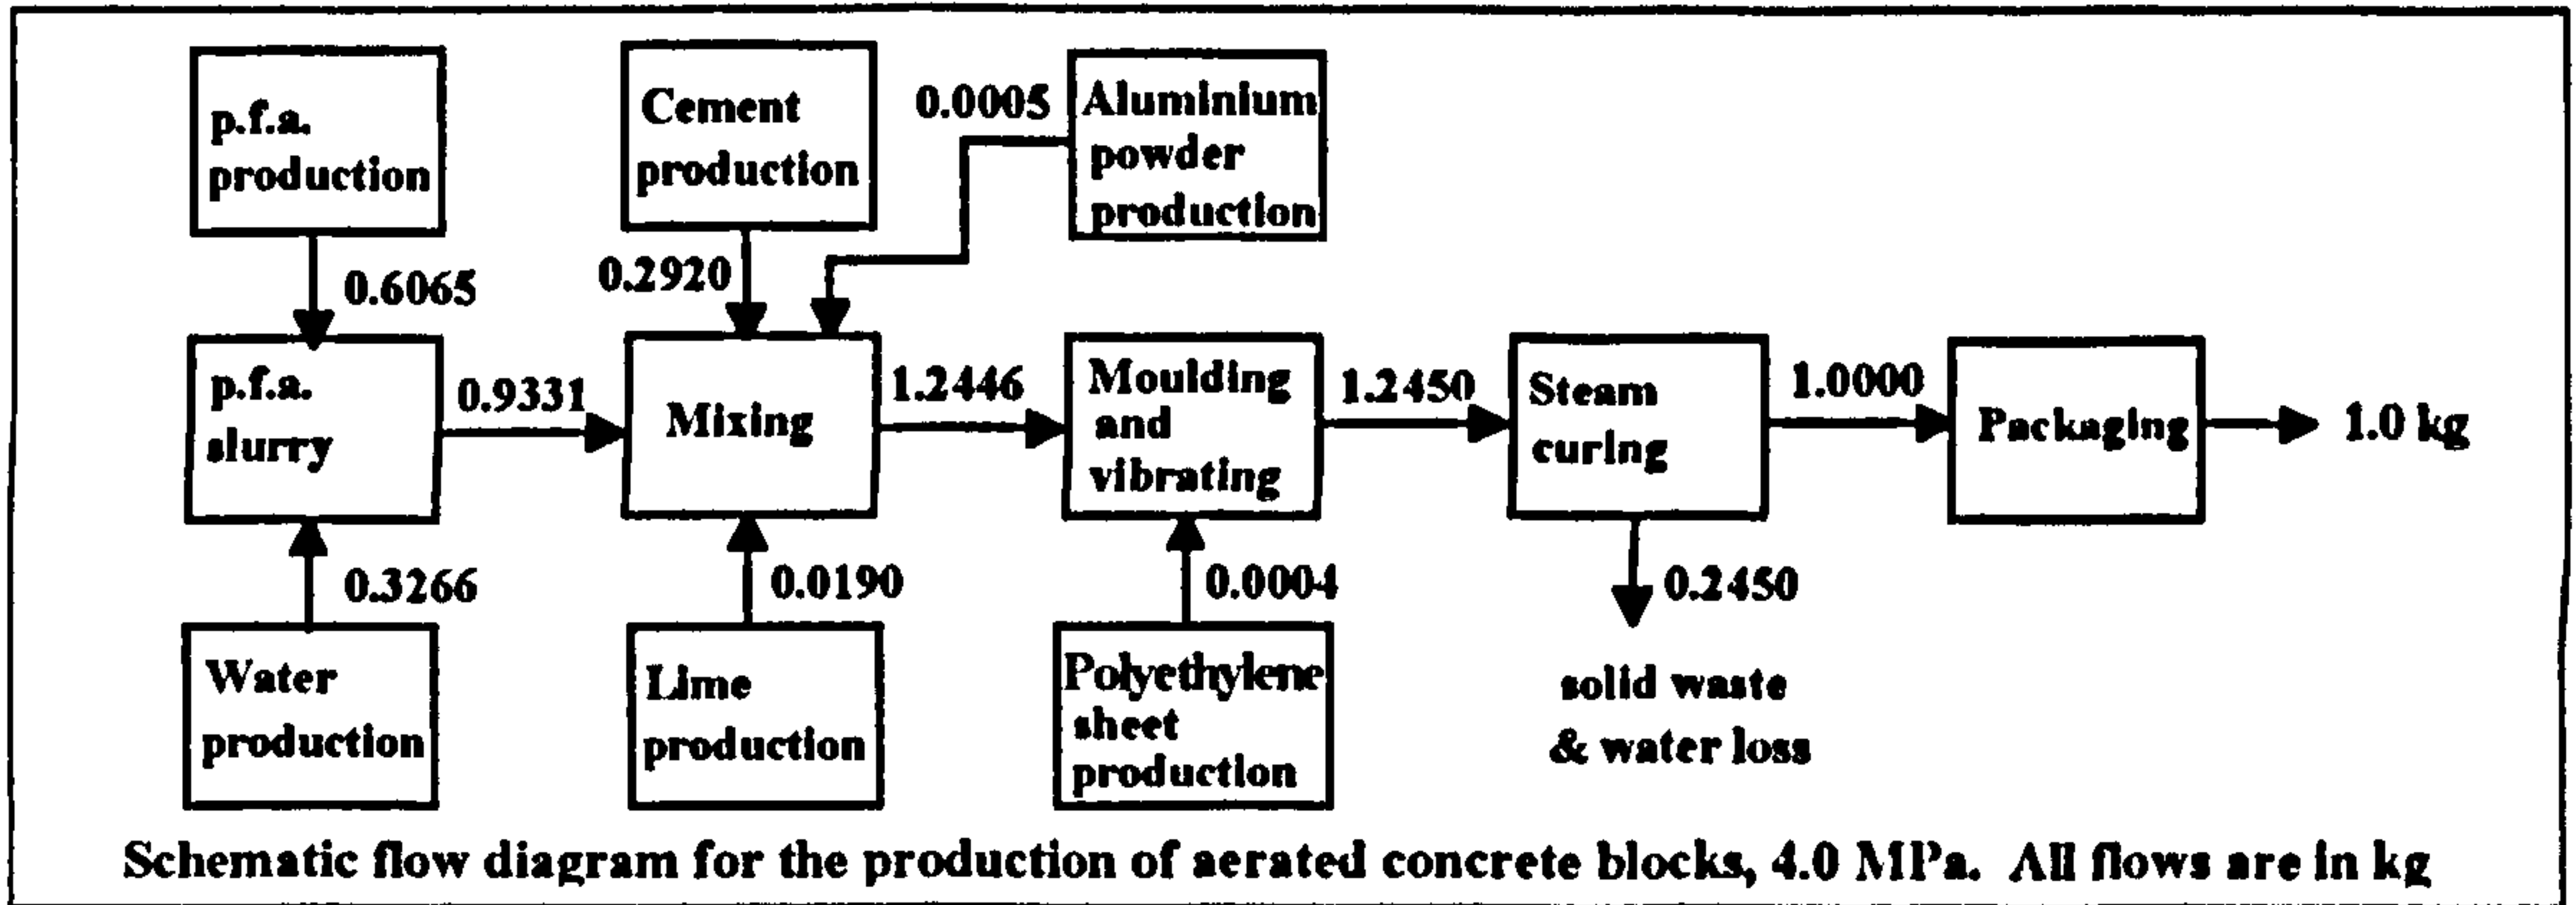 p.f.a.
production
Cement
production
0.0005
Aluminium
powder
production
0.6065
0.2920
p.f.a.
slurry
0.9331
Mixing
1.2446
Moulding
and
vibrating
1.2450
Steam
curing
1.0000
Packaging
1.0 kg
0.3266
0.0190
0.0004
0.2450
Water
production
Lime
production
Polyethylene
sheet
production
solid waste
& water loss
Schematic flow diagram for the production of aerated concrete blocks, 4.0 MPa. All flows are in kg